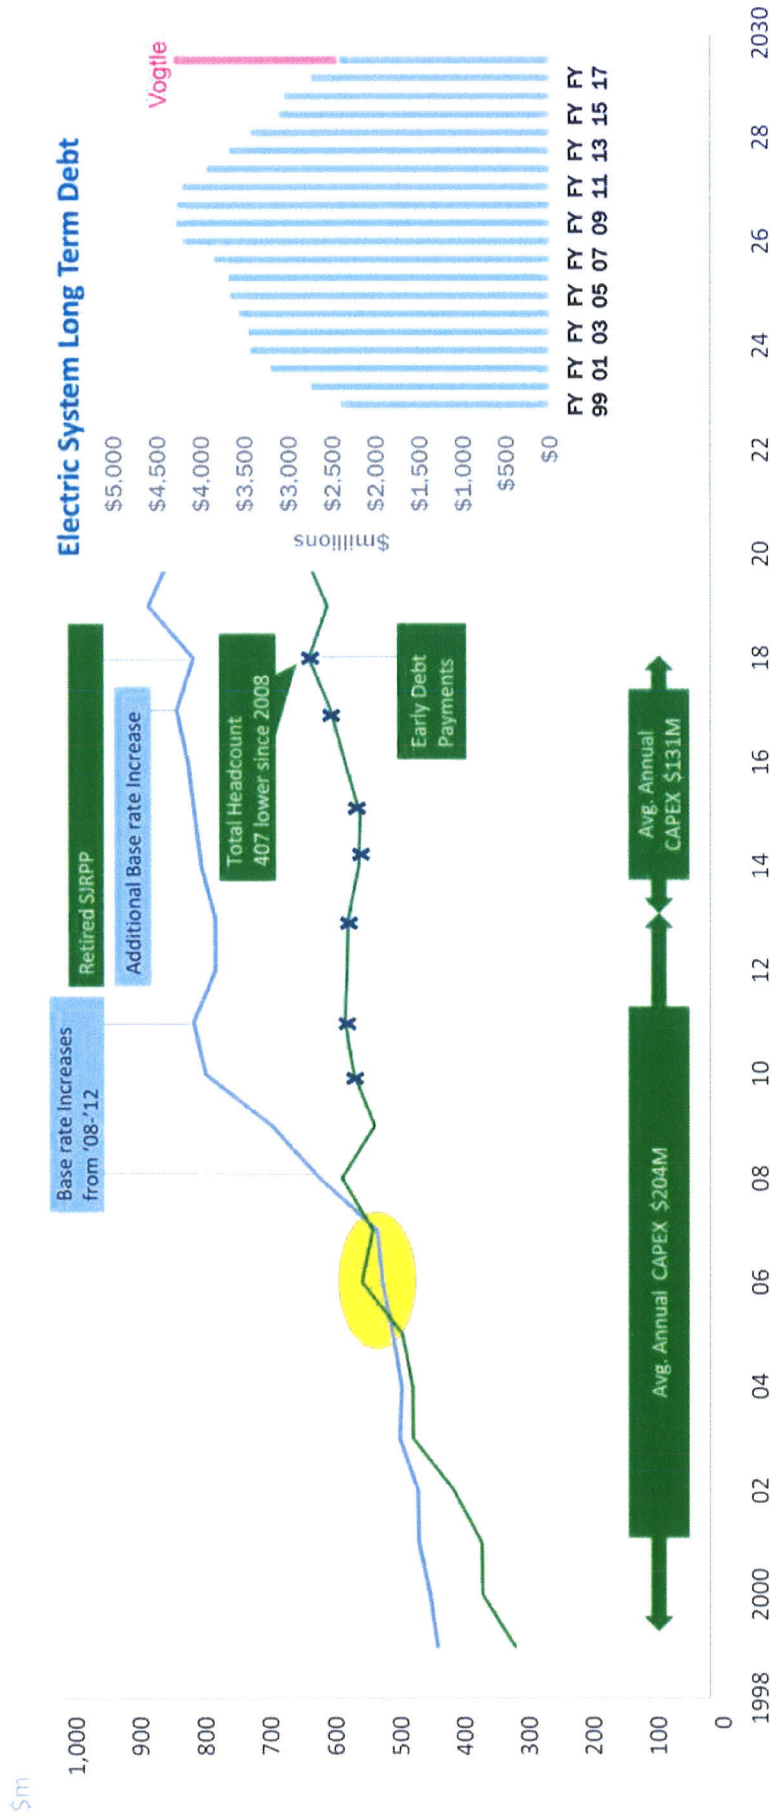 $m
1,000
900
800
700
600
500
400
300
200
100
0
Base rate Increases
from '08-'12
Retired SJRPP
Additional Base rate Increase
Total Headcount
407 lower since 2008
Early Debt
Payments
Avg. Annual CAPEX $204M
Avg. Annual
CAPEX $131M
1998 2000 02 04 06 08 10 12 14 16 18 20 22 24 26 28 2030
Electric System Long Term Debt
$millions
$5,000
$4,500
$4,000
$3,500
$3,000
$2,500
$2,000
$1,500
$1,000
$500
$0
Vogtle
FY FY FY FY FY FY FY FY FY FY
99 01 03 05 07 09 11 13 15 17